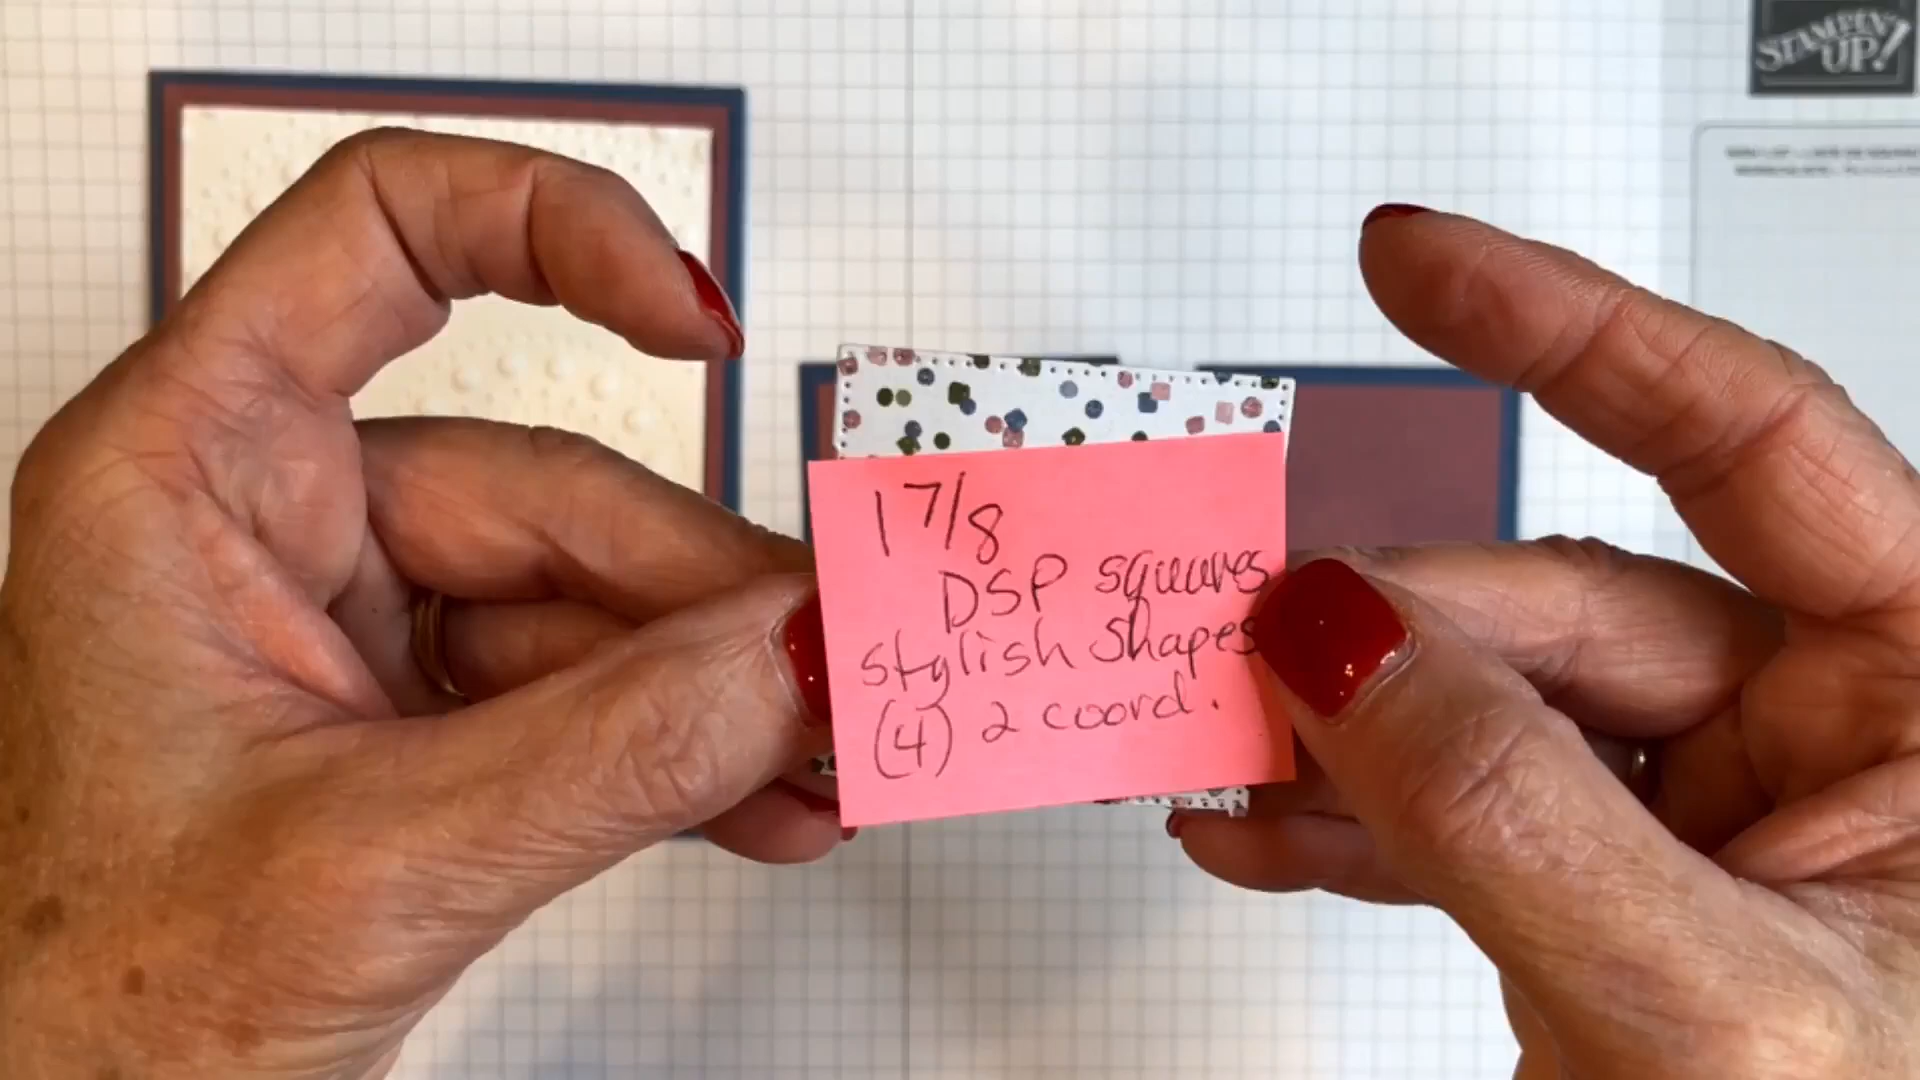 STAMPIN'
UP!
1 7/8
DSP squares
stylish shapes
(4) 2 coord.